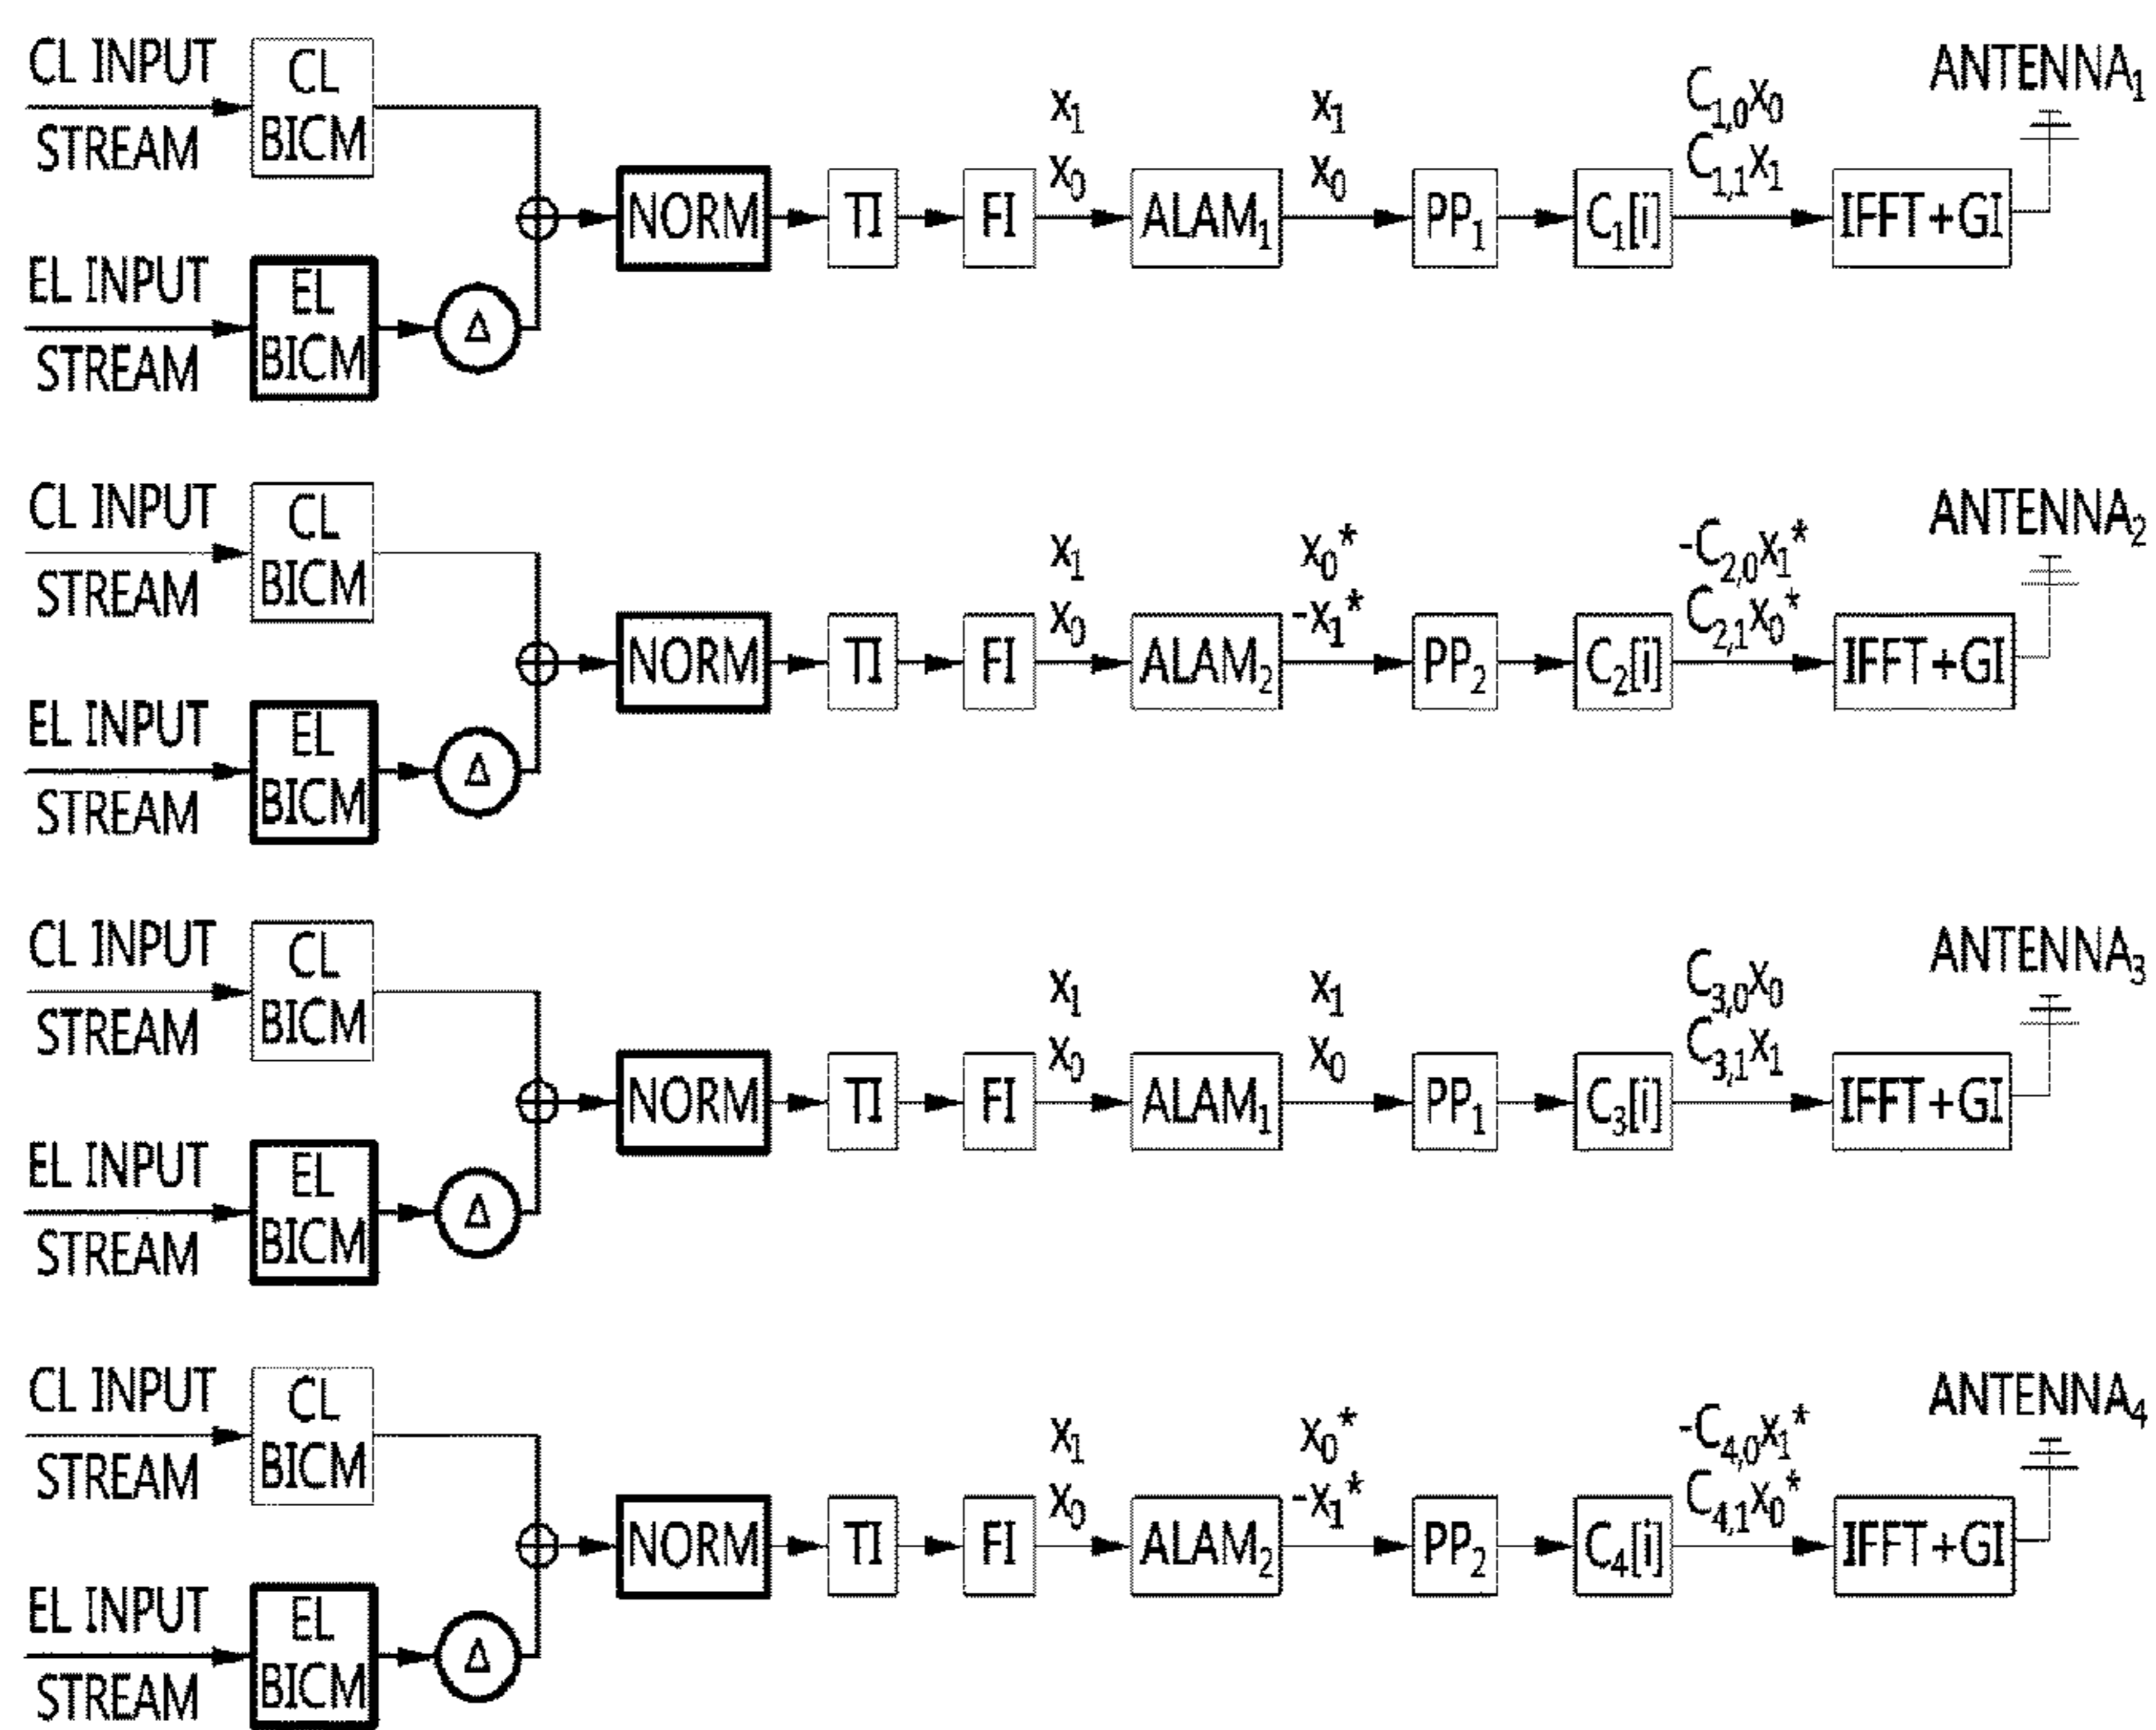 CL INPUT
STREAM
CL
BICM
EL INPUT
STREAM
EL
BICM
Δ
NORM
TI
FI
x₁
x₀
ALAM₁
x₁
x₀
PP₁
C₁[i]
C₁,₀x₀
C₁,₁x₁
IFFT+GI
ANTENNA₁
CL INPUT
STREAM
CL
BICM
EL INPUT
STREAM
EL
BICM
Δ
NORM
TI
FI
x₁
x₀
ALAM₂
x₀*
-x₁*
PP₂
C₂[i]
-C₂,₀x₁*
C₂,₁x₀*
IFFT+GI
ANTENNA₂
CL INPUT
STREAM
CL
BICM
EL INPUT
STREAM
EL
BICM
Δ
NORM
TI
FI
x₁
x₀
ALAM₁
x₁
x₀
PP₁
C₃[i]
C₃,₀x₀
C₃,₁x₁
IFFT+GI
ANTENNA₃
CL INPUT
STREAM
CL
BICM
EL INPUT
STREAM
EL
BICM
Δ
NORM
TI
FI
x₁
x₀
ALAM₂
x₀*
-x₁*
PP₂
C₄[i]
-C₄,₀x₁*
C₄,₁x₀*
IFFT+GI
ANTENNA₄